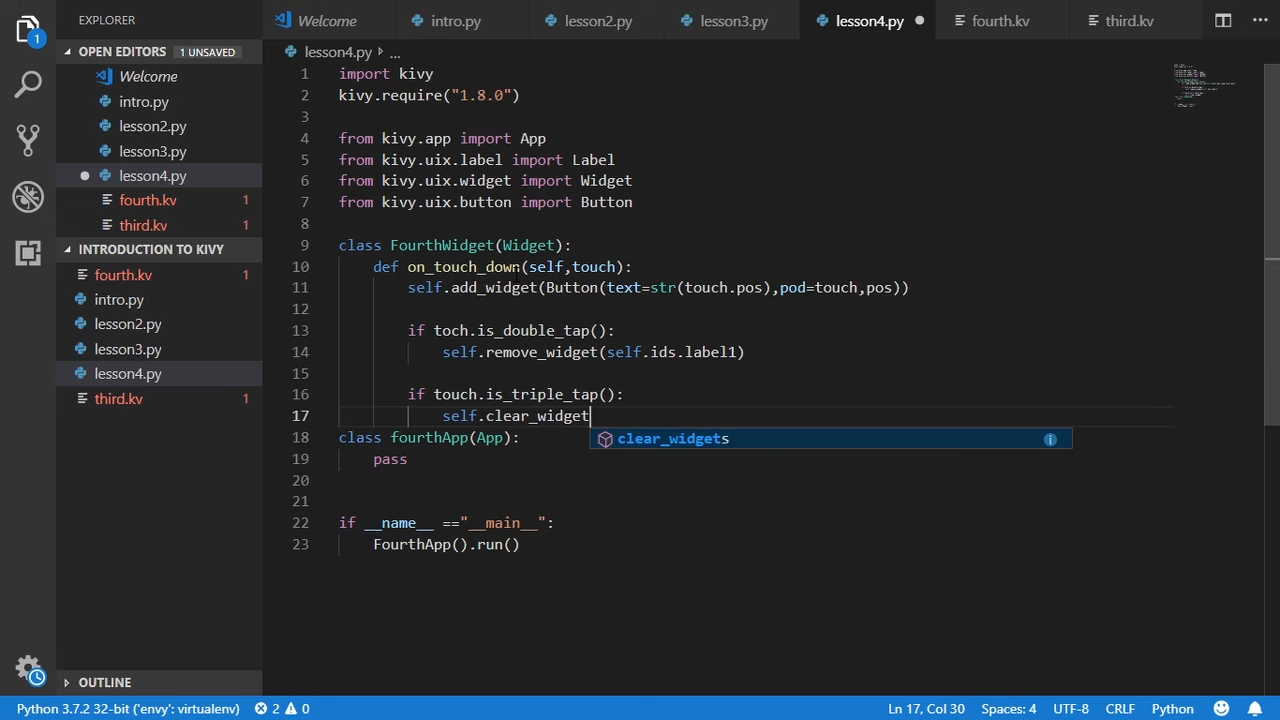 EXPLORER
Welcome
intro.py
lesson2.py
lesson3.py
lesson4.py
fourth.kv
third.kv
1
OPEN EDITORS 1 UNSAVED
Welcome
intro.py
lesson2.py
lesson3.py
lesson4.py
fourth.kv 1
third.kv 1
INTRODUCTION TO KIVY
fourth.kv 1
intro.py
lesson2.py
lesson3.py
lesson4.py
third.kv 1
OUTLINE
lesson4.py ...
1 import kivy
2 kivy.require("1.8.0")
3
4 from kivy.app import App
5 from kivy.uix.label import Label
6 from kivy.uix.widget import Widget
7 from kivy.uix.button import Button
8
9 class FourthWidget(Widget):
10 def on_touch_down(self,touch):
11 self.add_widget(Button(text=str(touch.pos),pod=touch,pos))
12
13 if toch.is_double_tap():
14 self.remove_widget(self.ids.label1)
15
16 if touch.is_triple_tap():
17 self.clear_widget
clear_widgets
18 class fourthApp(App):
19 pass
20
21
22 if __name__ =="__main__":
23 FourthApp().run()
Python 3.7.2 32-bit ('envy': virtualenv) 2 0 Ln 17, Col 30 Spaces: 4 UTF-8 CRLF Python